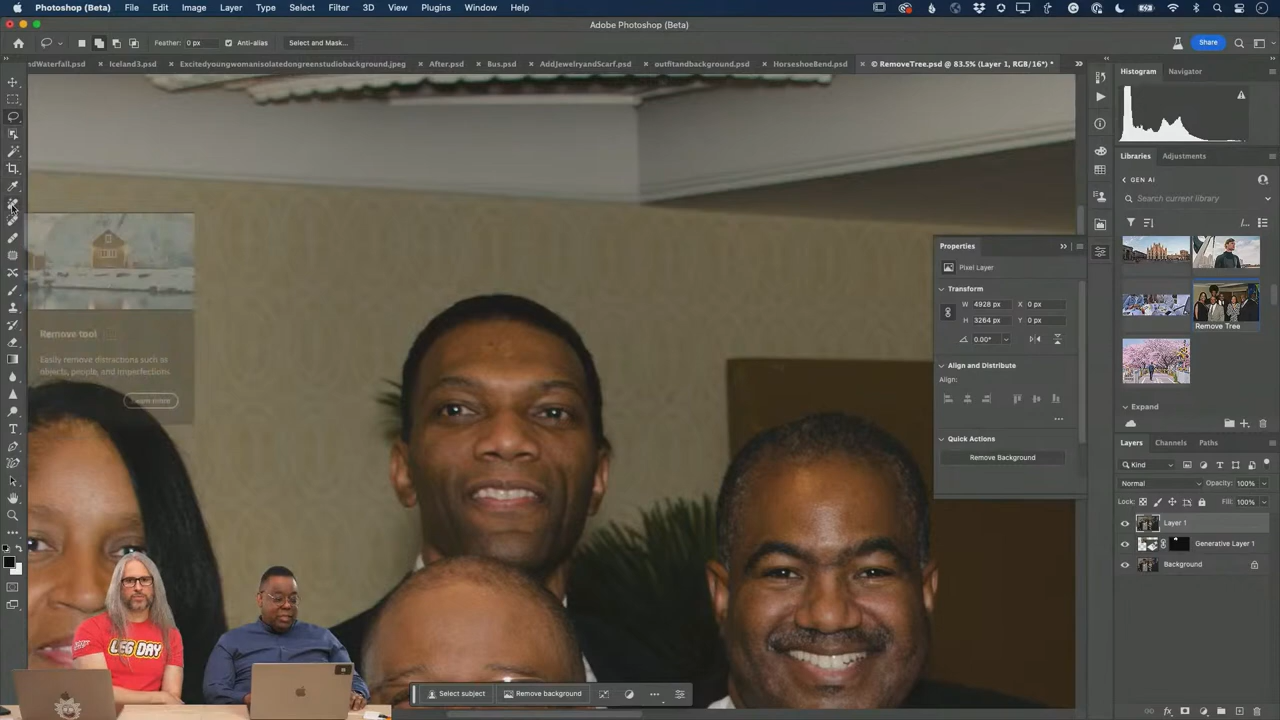 Photoshop (Beta) File Edit Image Layer Type Select Filter 3D View Plugins Window Help
Adobe Photoshop (Beta)
Feather: 0 px Anti-alias Select and Mask... Share
sdWaterfall.psd Iceland3.psd Excitedyoungwomanisolatedongreenstudiobackground.jpeg After.psd Bus.psd AddJewelryandScarf.psd outfitandbackground.psd HorseshoeBend.psd © RemoveTree.psd @ 83.5% (Layer 1, RGB/16*) *
Histogram Navigator
Libraries Adjustments
GEN AI
Search current library
Remove Tree
Expand
Properties
Pixel Layer
Transform
W 4928 px X 0 px
H 3264 px Y 0 px
0.00°
Align and Distribute
Align:
Quick Actions
Remove Background
Remove tool
Easily remove distractions such as
objects, people, and imperfections.
Learn more
Layers Channels Paths
Kind
Normal Opacity: 100%
Lock: Fill: 100%
Layer 1
Generative Layer 1
Background
LEG DAY
Select subject Remove background